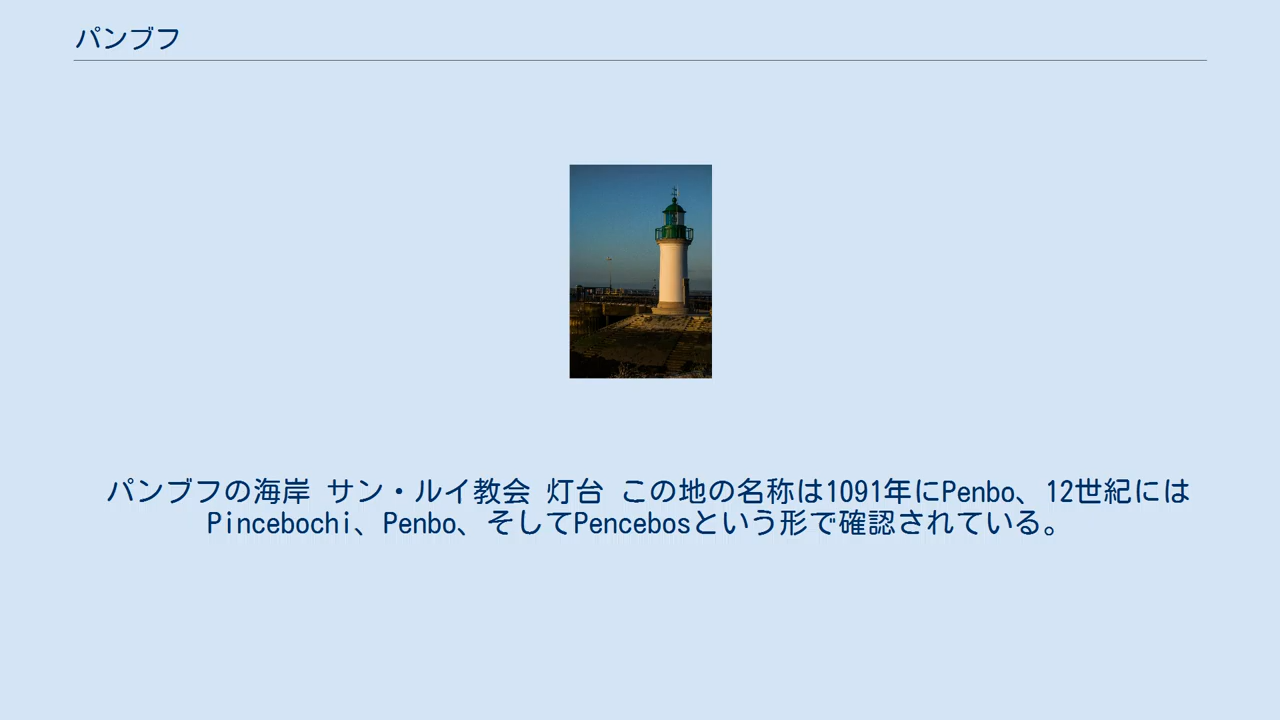 パンブフ
パンブフの海岸 サン・ルイ教会 灯台 この地の名称は1091年にPenbo、12世紀には
Pincebochi、Penbo、そしてPencebosという形で確認されている。